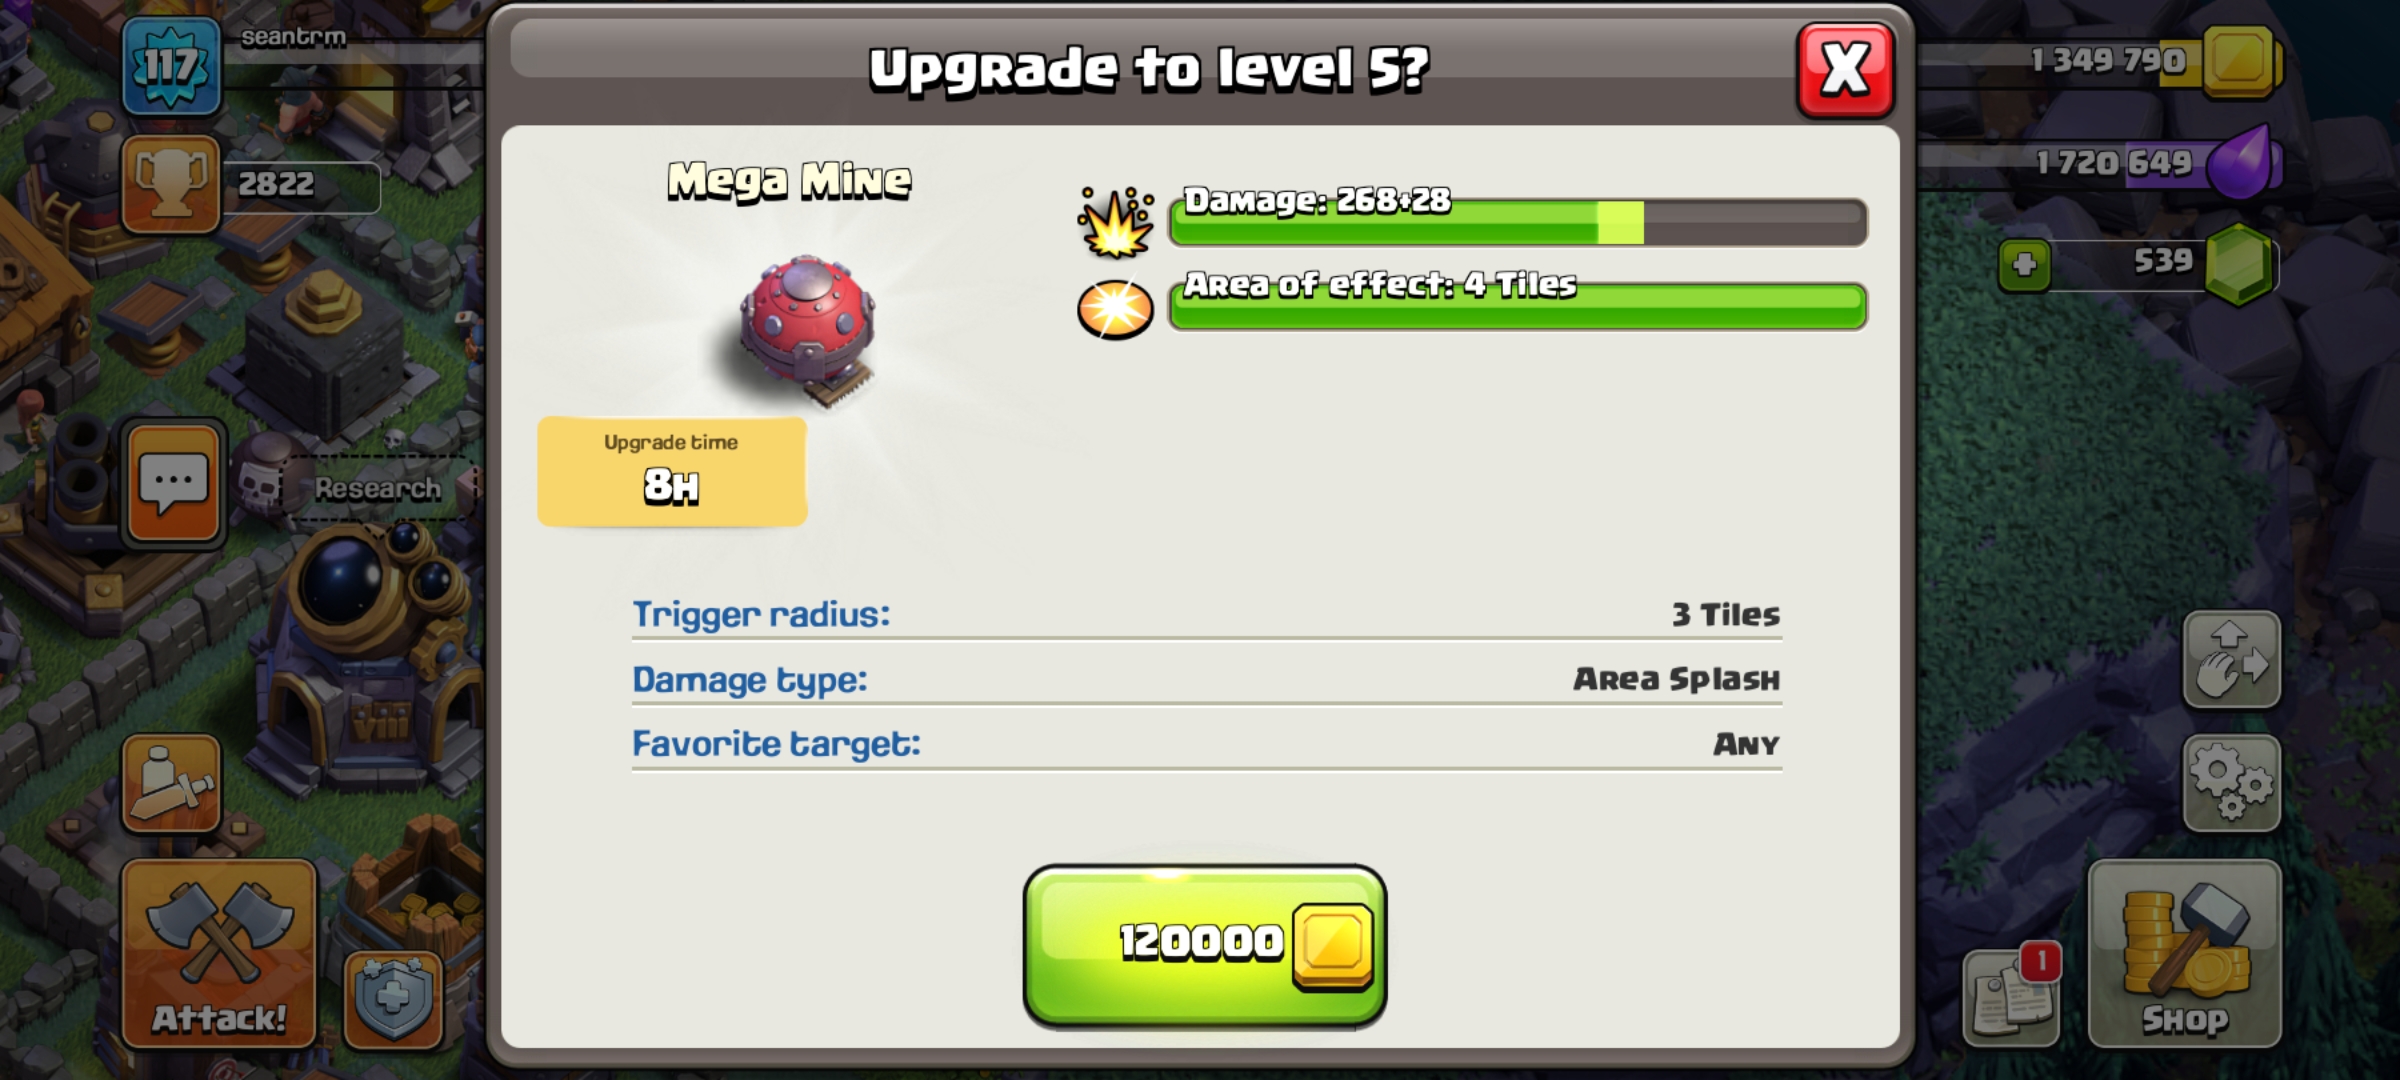 117
seantrm
2822
Research
VIII
Attack!
Upgrade to level 5?
X
Mega Mine
Damage: 268+28
Area of effect: 4 Tiles
Upgrade time
8H
Trigger radius: 3 Tiles
Damage type: Area Splash
Favorite target: Any
120000
1 349 790
1 720 649
539
1
Shop